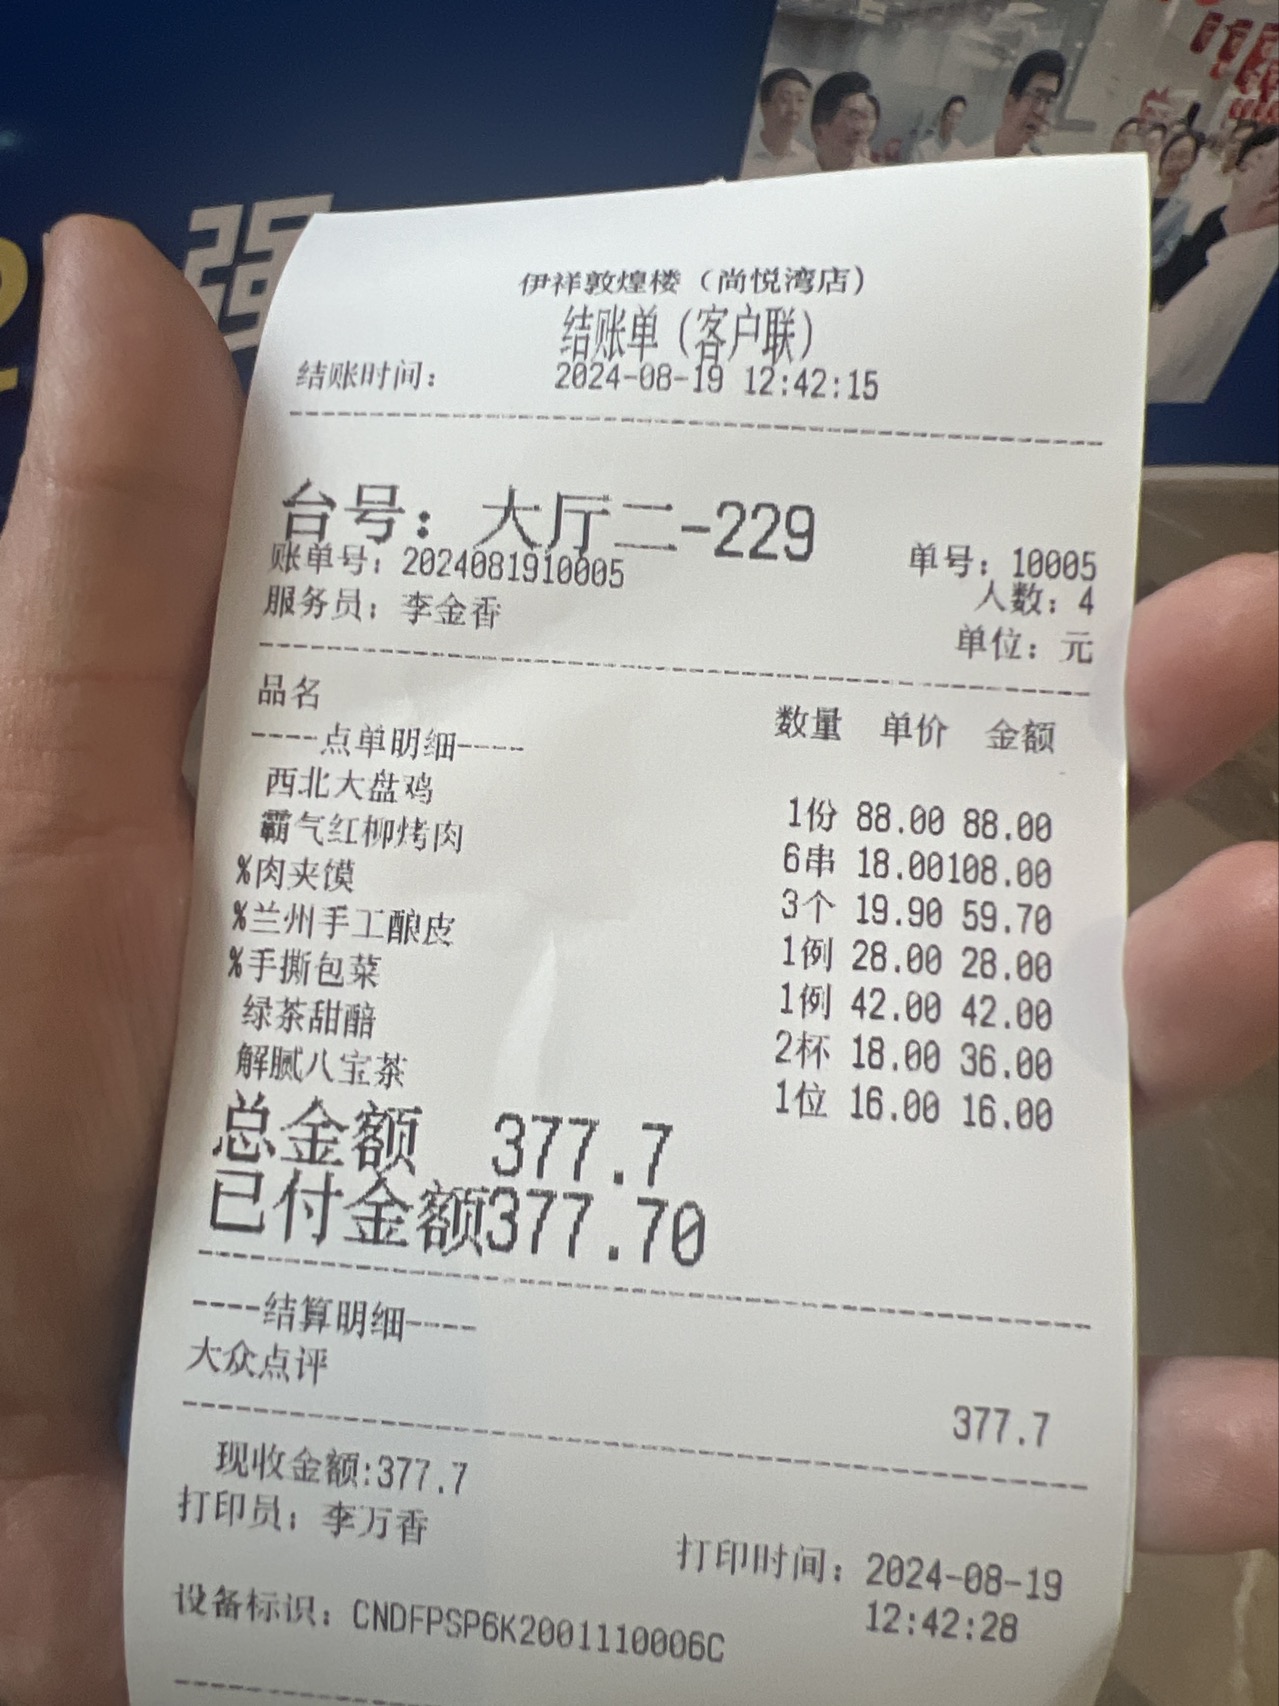 强
伊祥敦煌楼（尚悦湾店）
结账单（客户联）
结账时间： 2024-08-19 12:42:15
台号：大厅二-229
账单号：2024081910005 单号：10005
服务员：李金香 人数：4
单位：元
品名 数量 单价 金额
----点单明细----
西北大盘鸡 1份 88.00 88.00
霸气红柳烤肉 6串 18.00108.00
%肉夹馍 3个 19.90 59.70
%兰州手工酿皮 1例 28.00 28.00
%手撕包菜 1例 42.00 42.00
绿茶甜醅 2杯 18.00 36.00
解腻八宝茶 1位 16.00 16.00
总金额 377.7
已付金额377.70
----结算明细----
大众点评 377.7
现收金额:377.7
打印员：李万香 打印时间：2024-08-19
12:42:28
设备标识：CNDFPSP6K2001110006C